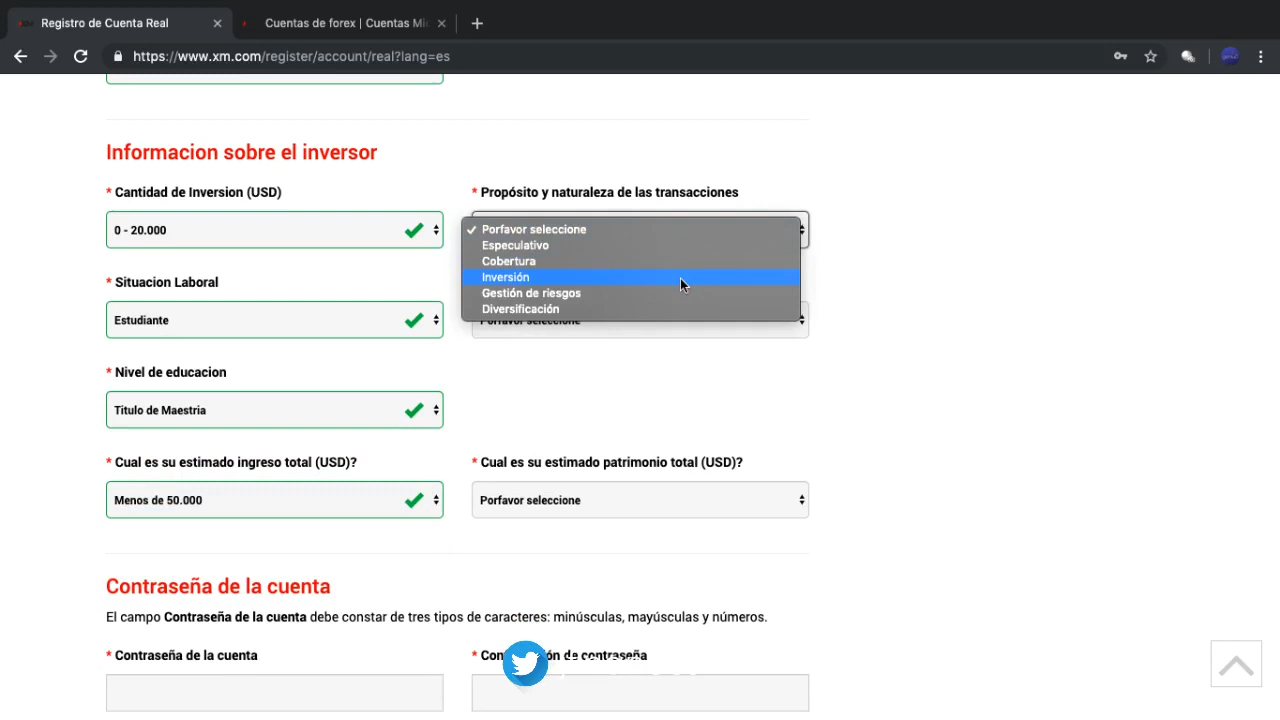 Registro de Cuenta Real
Cuentas de forex | Cuentas Mi
https://www.xm.com/register/account/real?lang=es
Informacion sobre el inversor
* Cantidad de Inversion (USD)
* Propósito y naturaleza de las transacciones
0 - 20.000
Porfavor seleccione
Especulativo
Cobertura
Inversión
Gestión de riesgos
Diversificación
* Situacion Laboral
Estudiante
Porfavor seleccione
* Nivel de educacion
Titulo de Maestria
* Cual es su estimado ingreso total (USD)?
* Cual es su estimado patrimonio total (USD)?
Menos de 50.000
Porfavor seleccione
Contraseña de la cuenta
El campo Contraseña de la cuenta debe constar de tres tipos de caracteres: minúsculas, mayúsculas y números.
* Contraseña de la cuenta
* de contraseña